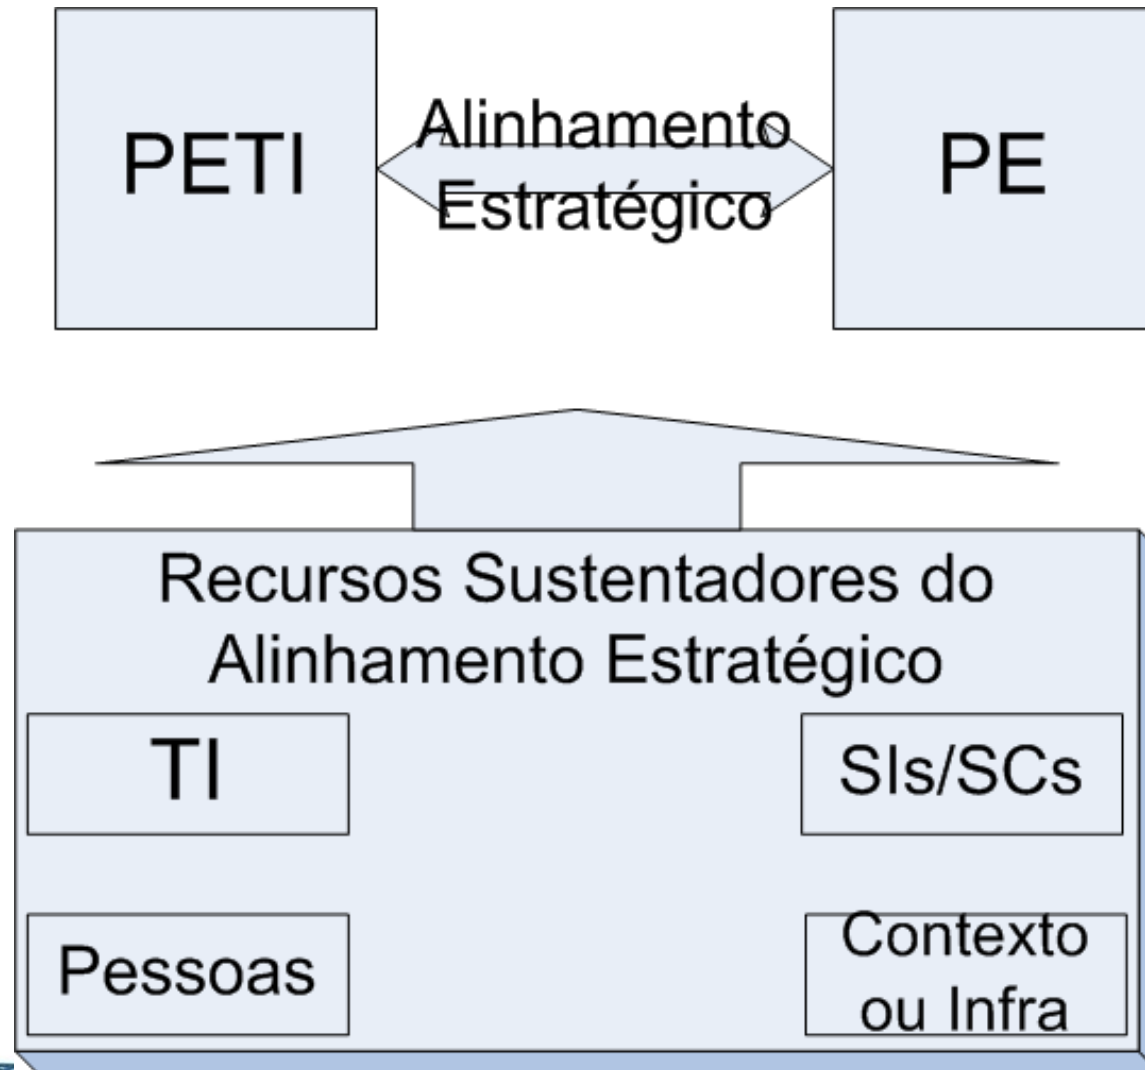 PETI
Alinhamento
Estratégico
PE
Recursos Sustentadores do
Alinhamento Estratégico
TI
SIs/SCs
Pessoas
Contexto
ou Infra